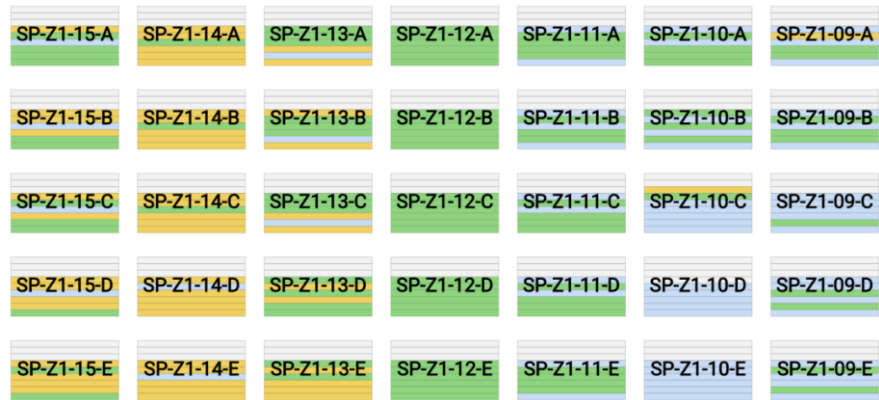 SP-Z1-15-A SP-Z1-14-A SP-Z1-13-A SP-Z1-12-A SP-Z1-11-A SP-Z1-10-A SP-Z1-09-A
SP-Z1-15-B SP-Z1-14-B SP-Z1-13-B SP-Z1-12-B SP-Z1-11-B SP-Z1-10-B SP-Z1-09-B
SP-Z1-15-C SP-Z1-14-C SP-Z1-13-C SP-Z1-12-C SP-Z1-11-C SP-Z1-10-C SP-Z1-09-C
SP-Z1-15-D SP-Z1-14-D SP-Z1-13-D SP-Z1-12-D SP-Z1-11-D SP-Z1-10-D SP-Z1-09-D
SP-Z1-15-E SP-Z1-14-E SP-Z1-13-E SP-Z1-12-E SP-Z1-11-E SP-Z1-10-E SP-Z1-09-E